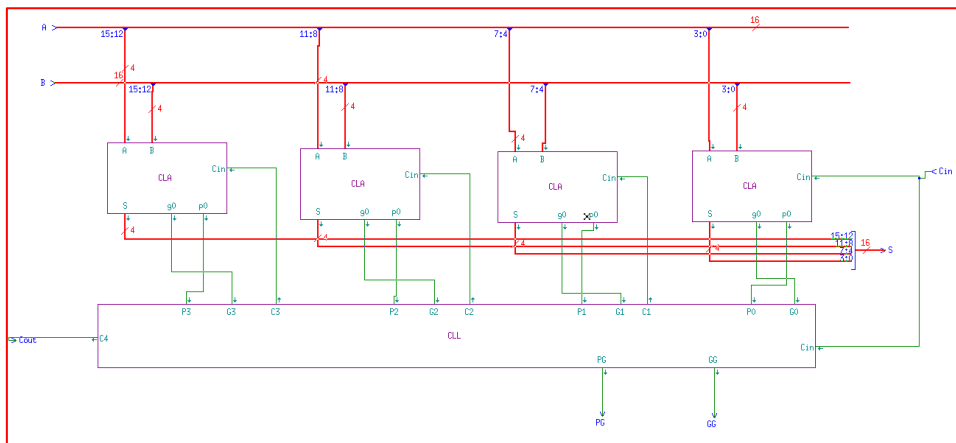 A 16
15:12 11:8 7:4 3:0
4
B 16 4
15:12 11:8 7:4 3:0
4 4 4
4
A B A B A B A B
Cin Cin Cin Cin Cin
CLA CLA CLA CLA
S g0 p0 S g0 p0 S g0 p0 S g0 p0
4 4 4 4
15:12
11:8
7:4
3:0
16 S
P3 G3 C3 P2 G2 C2 P1 G1 C1 P0 G0
Cout C4 CLL Cin
PG GG
PG GG